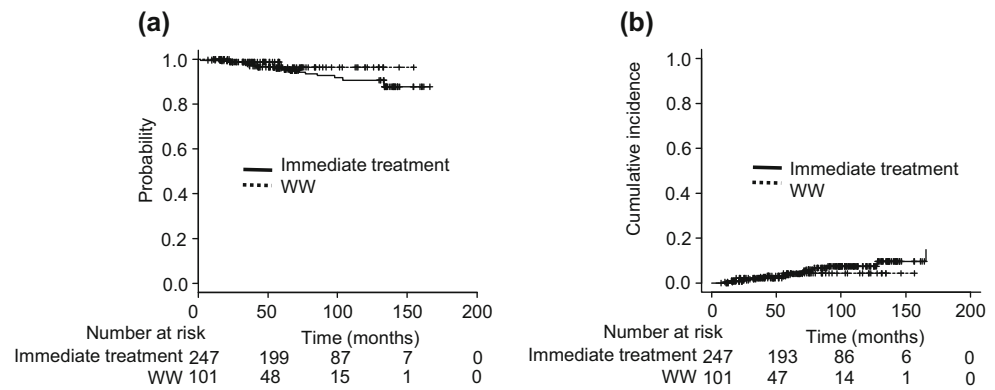 (a)
1.0
0.8
0.6
0.4
0.2
0.0
Probability
Immediate treatment
WW
0 50 100 150 200
Time (months)
Number at risk
Immediate treatment 247 199 87 7 0
WW 101 48 15 1 0
(b)
1.0
0.8
0.6
0.4
0.2
0.0
Cumulative incidence
Immediate treatment
WW
0 50 100 150 200
Time (months)
Number at risk
Immediate treatment 247 193 86 6 0
WW 101 47 14 1 0